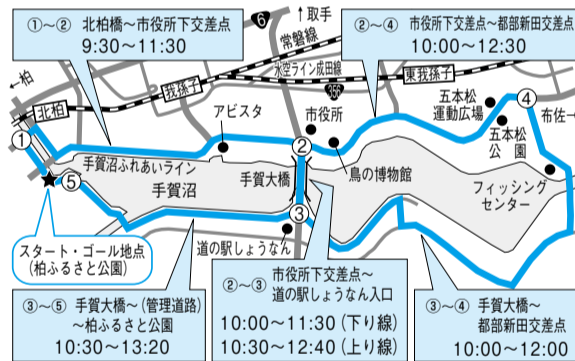 ①～② 北柏橋～市役所下交差点
9:30～11:30
②～④ 市役所下交差点～都部新田交差点
10:00～12:30
6
↑取手
常磐線
水空ライン成田線
356
←柏
北柏
我孫子
東我孫子
アビスタ
市役所
五本松
運動広場
④
布佐→
①
②
五本松
公園
手賀沼ふれあいライン
手賀大橋
鳥の博物館
★
⑤
手賀沼
フィッシング
センター
③
スタート・ゴール地点
(柏ふるさと公園)
道の駅しょうなん
③～⑤ 手賀大橋～(管理道路)
～柏ふるさと公園
10:30～13:20
②～③ 市役所下交差点～
道の駅しょうなん入口
10:00～11:30(下り線)
10:30～12:40(上り線)
③～④ 手賀大橋～
都部新田交差点
10:00～12:00